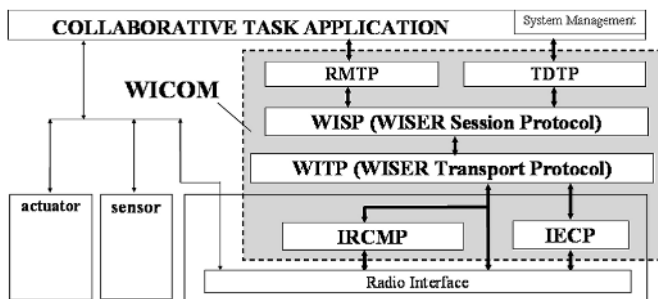 COLLABORATIVE TASK APPLICATION
System Management
RMTP
TDTP
WICOM
WISP (WISER Session Protocol)
WITP (WISER Transport Protocol)
actuator
sensor
IRCMP
IECP
Radio Interface